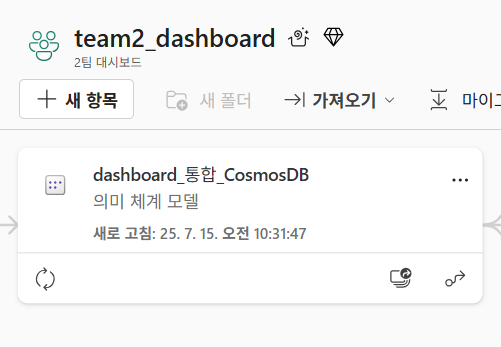 team2_dashboard
2팀 대시보드
새 항목 새 폴더 가져오기 마이그
dashboard_통합_CosmosDB
의미 체계 모델
새로 고침: 25. 7. 15. 오전 10:31:47